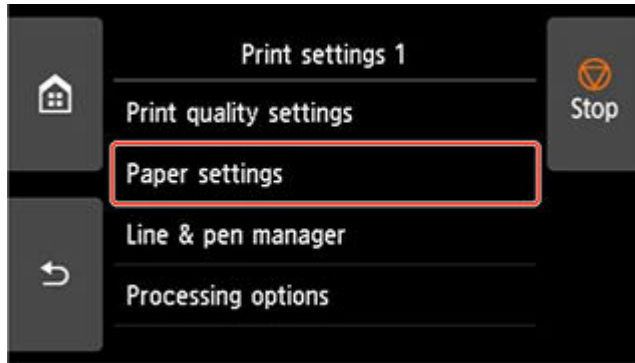 Print settings 1
Print quality settings
Stop
Paper settings
Line & pen manager
Processing options